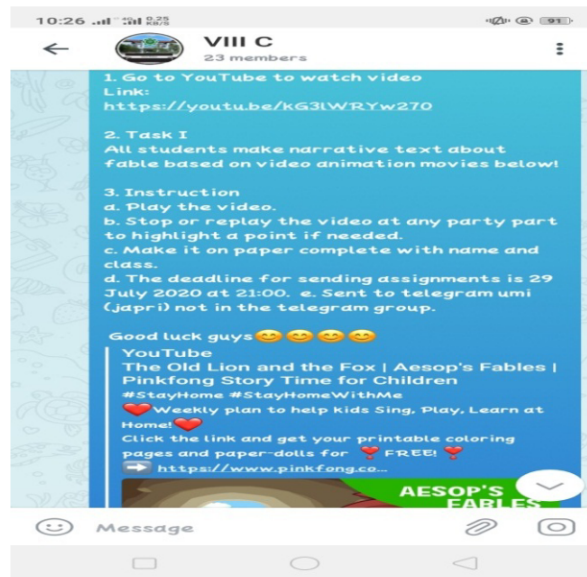 10:26
0.25
KB/S
91
VIII C
23 members
1. Go to YouTube to watch video
Link:
https://youtu.be/kG3lWRYw270
2. Task I
All students make narrative text about
fable based on video animation movies below!
3. Instruction
a. Play the video.
b. Stop or replay the video at any party part
to highlight a point if needed.
c. Make it on paper complete with name and
class.
d. The deadline for sending assignments is 29
July 2020 at 21:00. e. Sent to telegram umi
(japri) not in the telegram group.
Good luck guys😊😊😊😊
YouTube
The Old Lion and the Fox | Aesop's Fables |
Pinkfong Story Time for Children
#StayHome #StayHomeWithMe
❤️Weekly plan to help kids Sing, Play, Learn at
Home!❤️
Click the link and get your printable coloring
pages and paper-dolls for ❣️FREE! ❣️
➡️ https://www.pinkfong.co...
AESOP'S
FABLES
Message